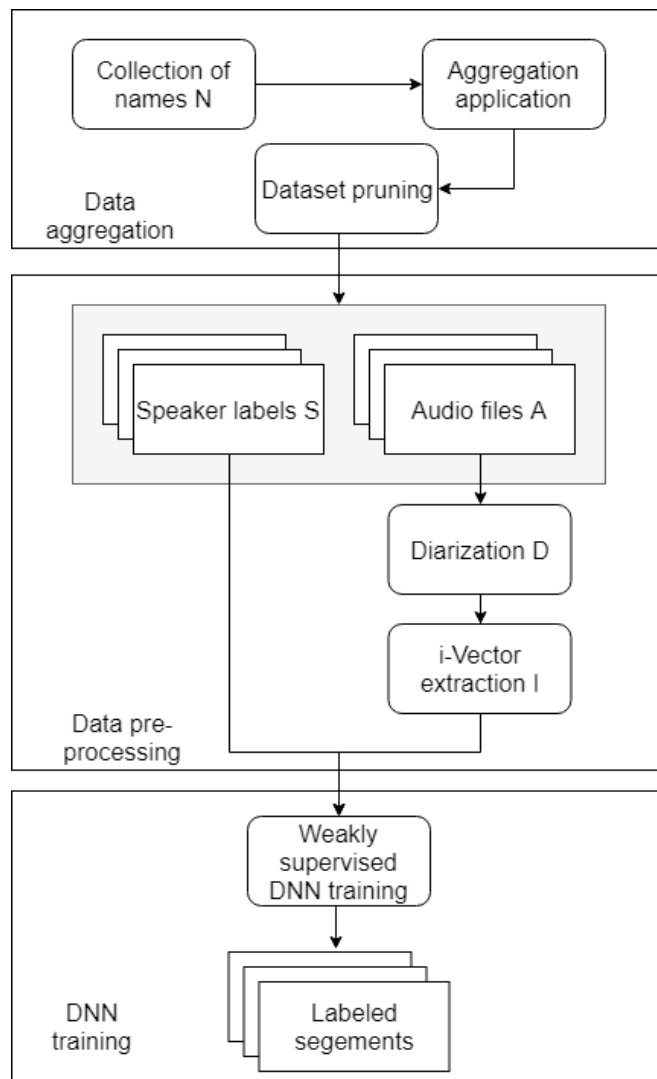 Collection of
names N
Aggregation
application
Dataset pruning
Data
aggregation
Speaker labels S
Audio files A
Diarization D
i-Vector
extraction I
Data pre-
processing
Weakly
supervised
DNN training
DNN
training
Labeled
segements